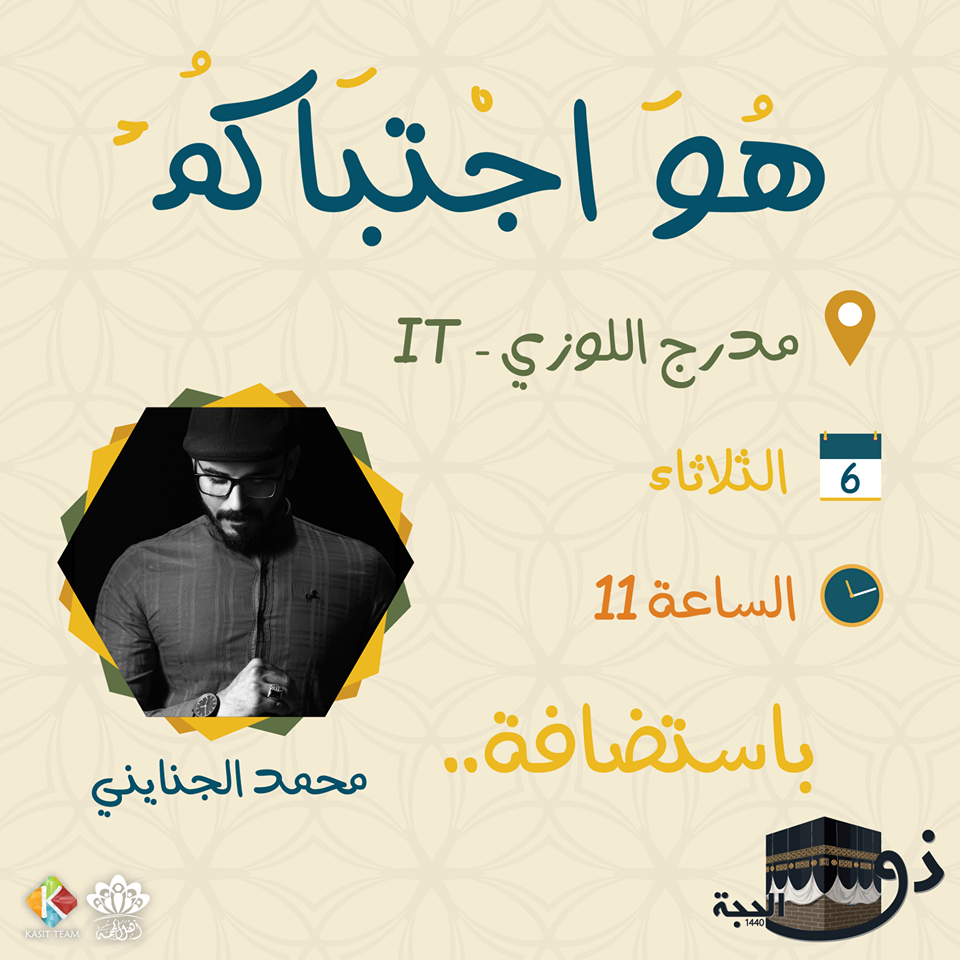 هُوَ اجْتَبَاكُمْ
مدرج اللوزي - IT
الثلاثاء
6
الساعة 11
باستضافة..
محمد الجنايني
ذو الحجة
1440
KASIT TEAM